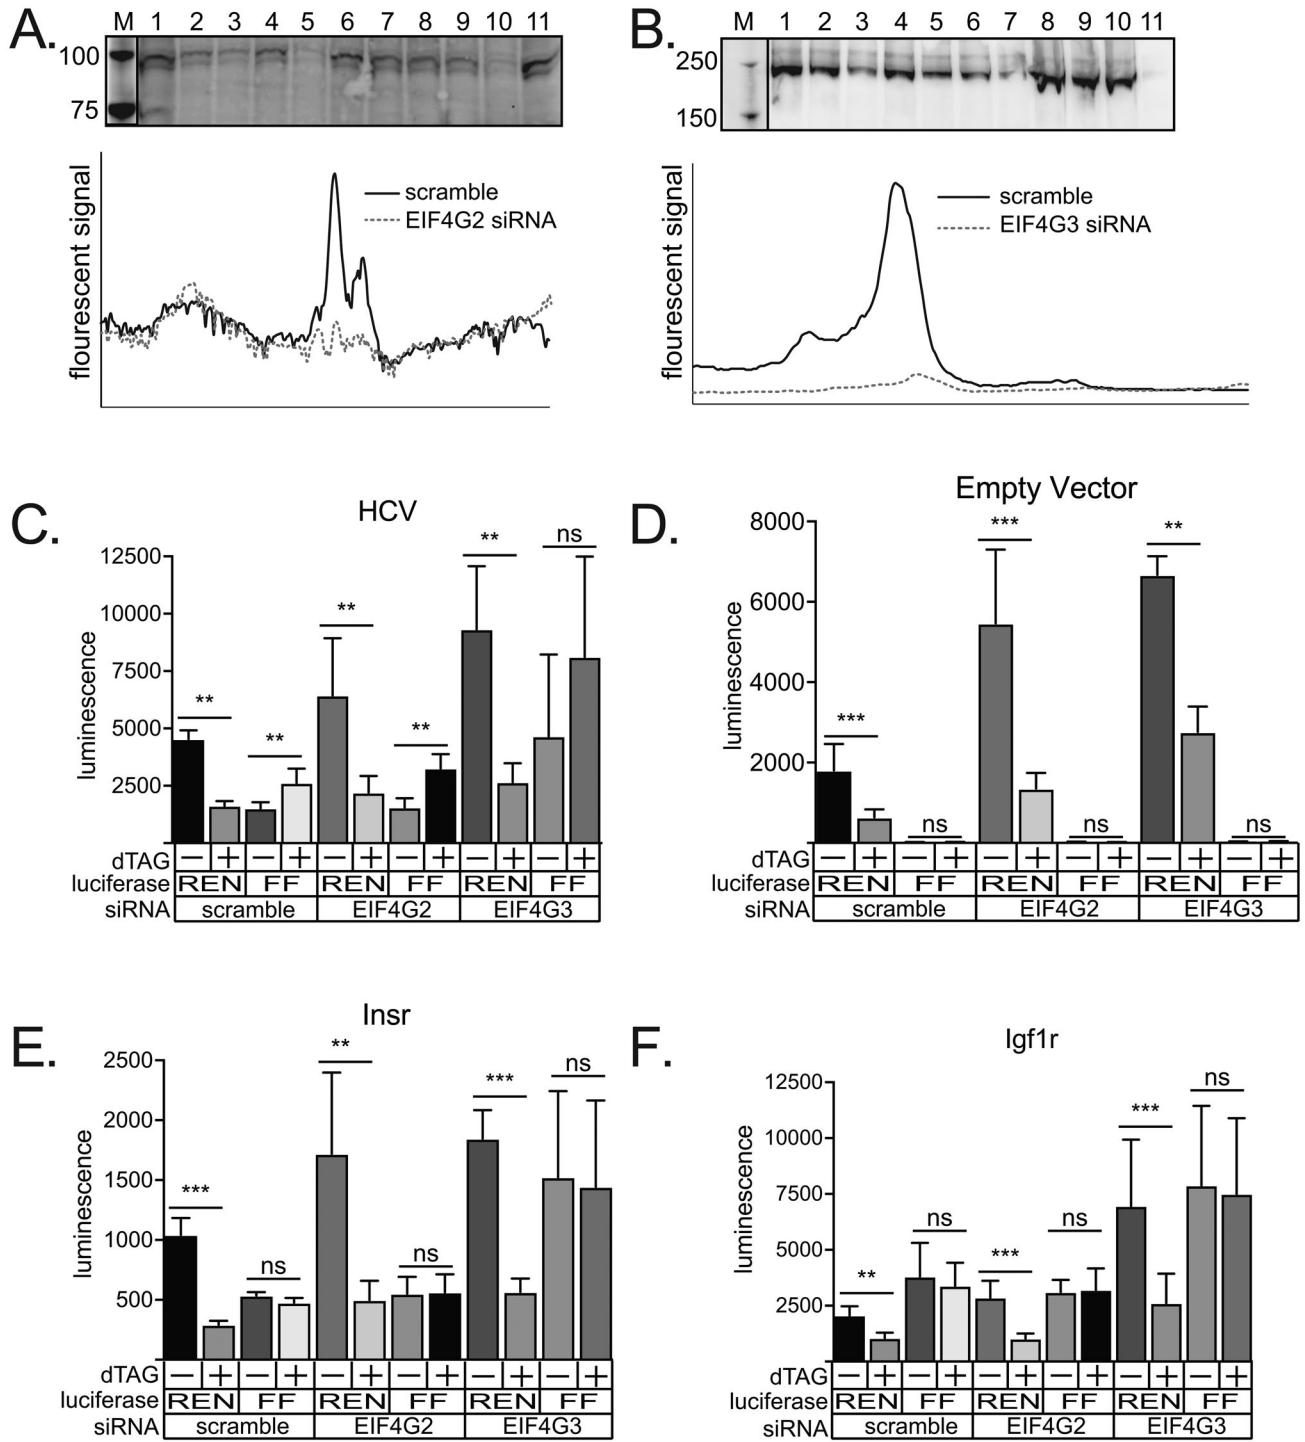 A.
M 1 2 3 4 5 6 7 8 9 10 11
100
75
flourescent signal
scramble
EIF4G2 siRNA
B.
M 1 2 3 4 5 6 7 8 9 10 11
250
150
flourescent signal
scramble
EIF4G3 siRNA
C.
HCV
luminescence
12500
10000
7500
5000
2500
** ** ** ** ** ns
dTAG − + − + − + − + − + − +
luciferase REN FF REN FF REN FF
siRNA scramble EIF4G2 EIF4G3
D.
Empty Vector
luminescence
8000
6000
4000
2000
*** ns *** ns ** ns
dTAG − + − + − + − + − + − +
luciferase REN FF REN FF REN FF
siRNA scramble EIF4G2 EIF4G3
E.
Insr
luminescence
2500
2000
1500
1000
500
*** ns ** ns *** ns
dTAG − + − + − + − + − + − +
luciferase REN FF REN FF REN FF
siRNA scramble EIF4G2 EIF4G3
F.
Igf1r
luminescence
12500
10000
7500
5000
2500
** ns *** ns *** ns
dTAG − + − + − + − + − + − +
luciferase REN FF REN FF REN FF
siRNA scramble EIF4G2 EIF4G3